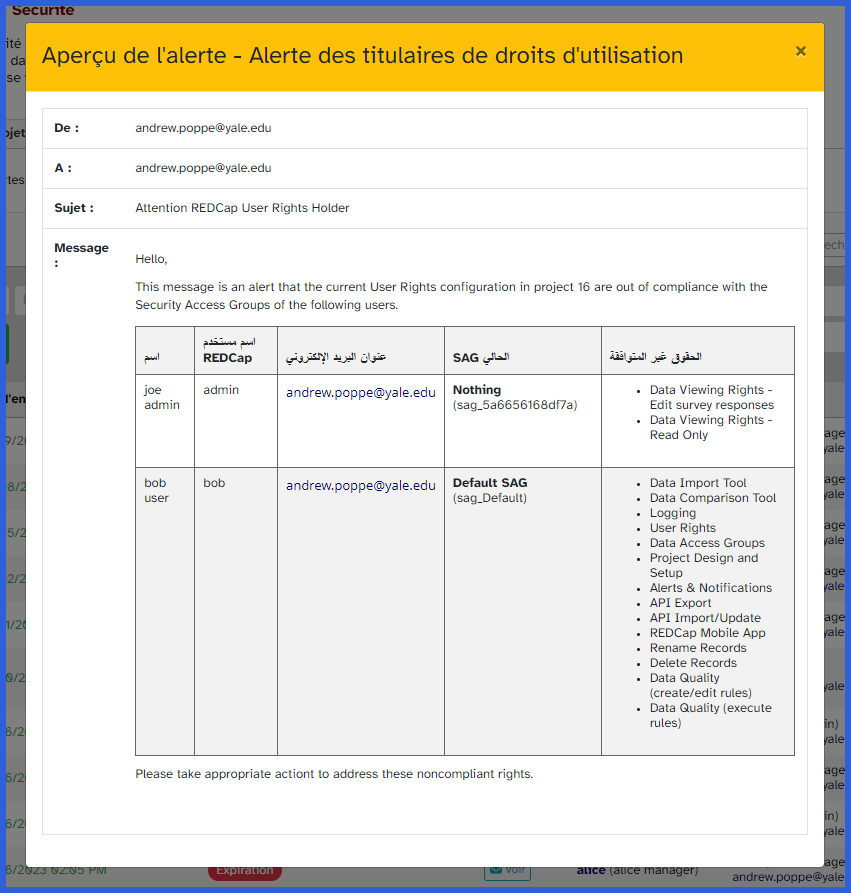 Sécurité
Aperçu de l'alerte - Alerte des titulaires de droits d'utilisation
×
De :
andrew.poppe@yale.edu
A :
andrew.poppe@yale.edu
Sujet :
Attention REDCap User Rights Holder
Message
:
Hello,
This message is an alert that the current User Rights configuration in project 16 are out of compliance with the
Security Access Groups of the following users.
اسم
اسم مستخدم
REDCap
عنوان البريد الإلكتروني
SAG الحالي
الحقوق غير المتوافقة
joe
admin
admin
andrew.poppe@yale.edu
Nothing
(sag_5a6656168df7a)
Data Viewing Rights -
Edit survey responses
Data Viewing Rights -
Read Only
bob
user
bob
andrew.poppe@yale.edu
Default SAG
(sag_Default)
Data Import Tool
Data Comparison Tool
Logging
User Rights
Data Access Groups
Project Design and
Setup
Alerts & Notifications
API Export
API Import/Update
REDCap Mobile App
Rename Records
Delete Records
Data Quality
(create/edit rules)
Data Quality (execute
rules)
Please take appropriate actiont to address these noncompliant rights.
6/2023 02:05 PM
Expiration
Voir
alice (alice manager)
andrew.poppe@yale